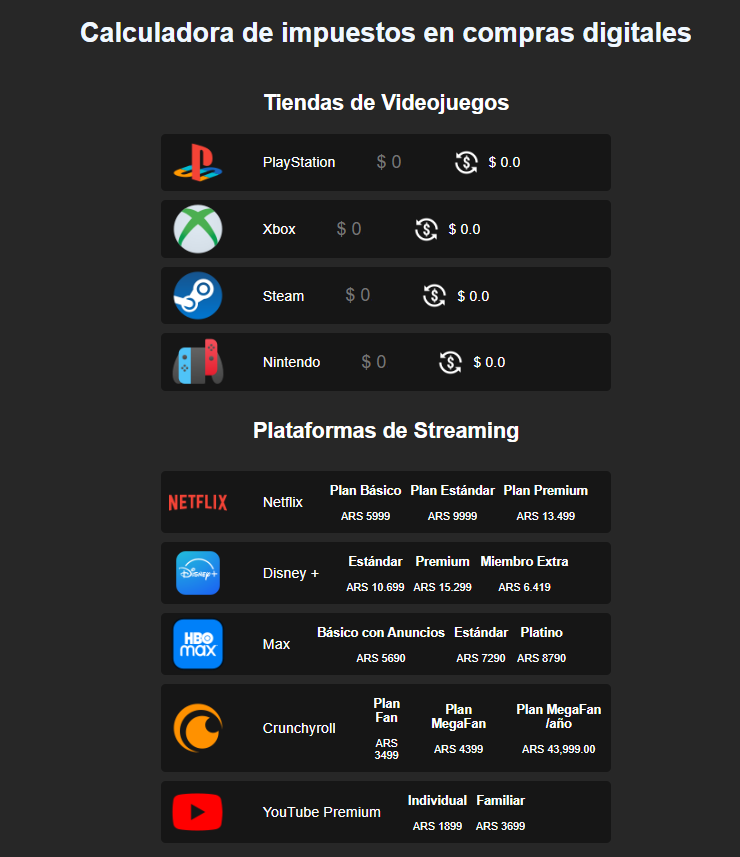 Calculadora de impuestos en compras digitales
Tiendas de Videojuegos
PlayStation $ 0 $ $ 0.0
Xbox $ 0 $ $ 0.0
Steam $ 0 $ $ 0.0
Nintendo $ 0 $ $ 0.0
Plataformas de Streaming
NETFLIX Netflix Plan Básico Plan Estándar Plan Premium
ARS 5999 ARS 9999 ARS 13.499
Disney+ Disney + Estándar Premium Miembro Extra
ARS 10.699 ARS 15.299 ARS 6.419
HBO max Max Básico con Anuncios Estándar Platino
ARS 5690 ARS 7290 ARS 8790
Crunchyroll Plan Fan Plan MegaFan Plan MegaFan /año
ARS 3499 ARS 4399 ARS 43,999.00
YouTube Premium Individual Familiar
ARS 1899 ARS 3699